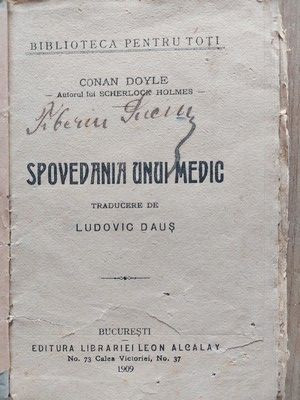 BIBLIOTECA PENTRU TOȚI
CONAN DOYLE
— Autorul lui SCHERLOCK HOLMES —
SPOVEDANIA UNUI MEDIC
TRADUCERE DE
LUDOVIC DAUȘ
BUCUREȘTI
EDITURA LIBRARIEI LEON ALCALAY
No. 73 Calea Victoriei, No. 37
1909